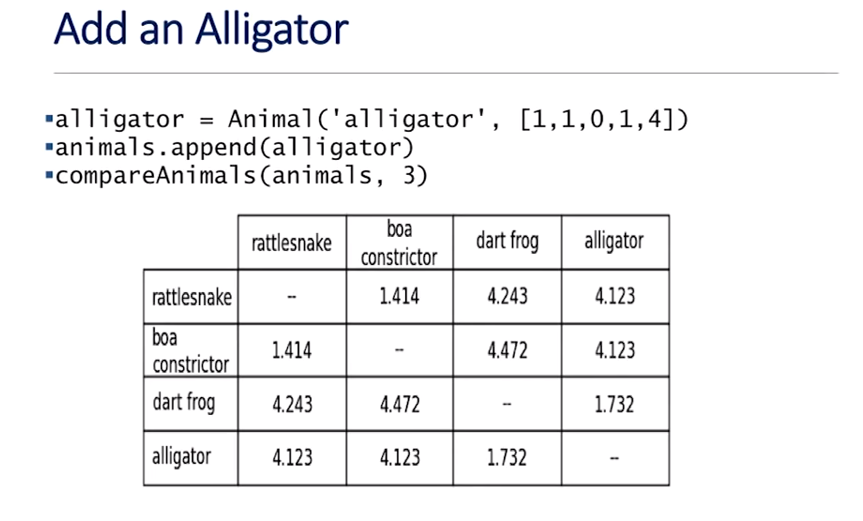 Add an Alligator
▪alligator = Animal('alligator', [1,1,0,1,4])
▪animals.append(alligator)
▪compareAnimals(animals, 3)
rattlesnake boa constrictor dart frog alligator
rattlesnake -- 1.414 4.243 4.123
boa constrictor 1.414 -- 4.472 4.123
dart frog 4.243 4.472 -- 1.732
alligator 4.123 4.123 1.732 --